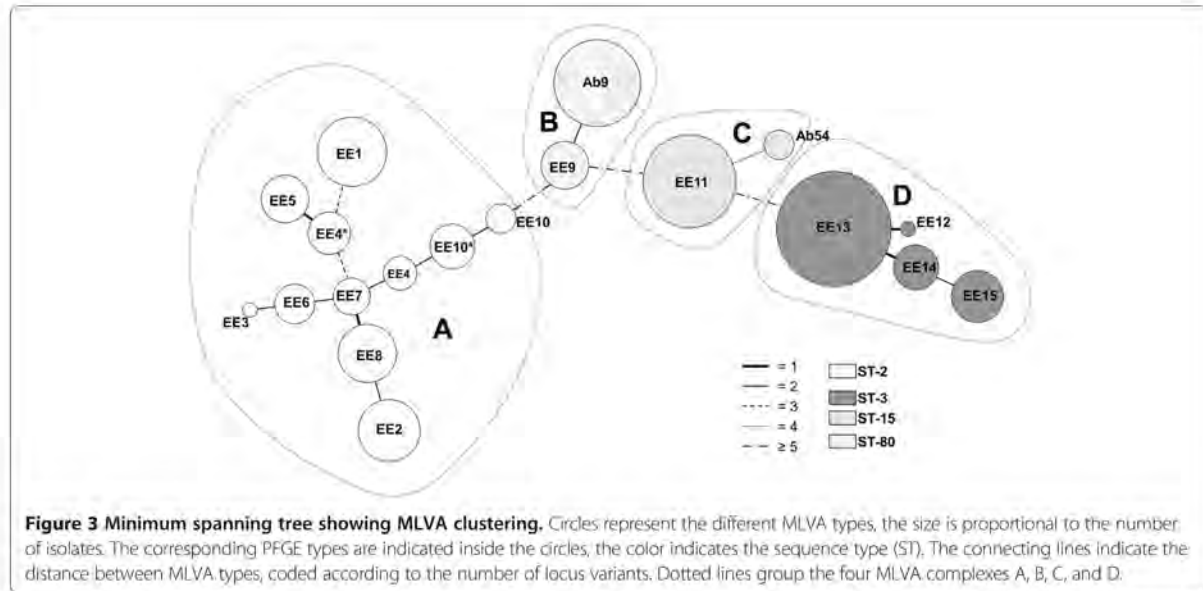 Ab9
B
EE1
C
Ab54
EE9
EE11
EE5
D
EE10
EE12
EE4*
EE13
EE10*
EE14
EE4
EE7
EE6
EE15
EE3
A
EE8
EE2
= 1
= 2
= 3
= 4
≥ 5
ST-2
ST-3
ST-15
ST-80
Figure 3 Minimum spanning tree showing MLVA clustering. Circles represent the different MLVA types, the size is proportional to the number
of isolates. The corresponding PFGE types are indicated inside the circles, the color indicates the sequence type (ST). The connecting lines indicate the
distance between MLVA types, coded according to the number of locus variants. Dotted lines group the four MLVA complexes A, B, C, and D.